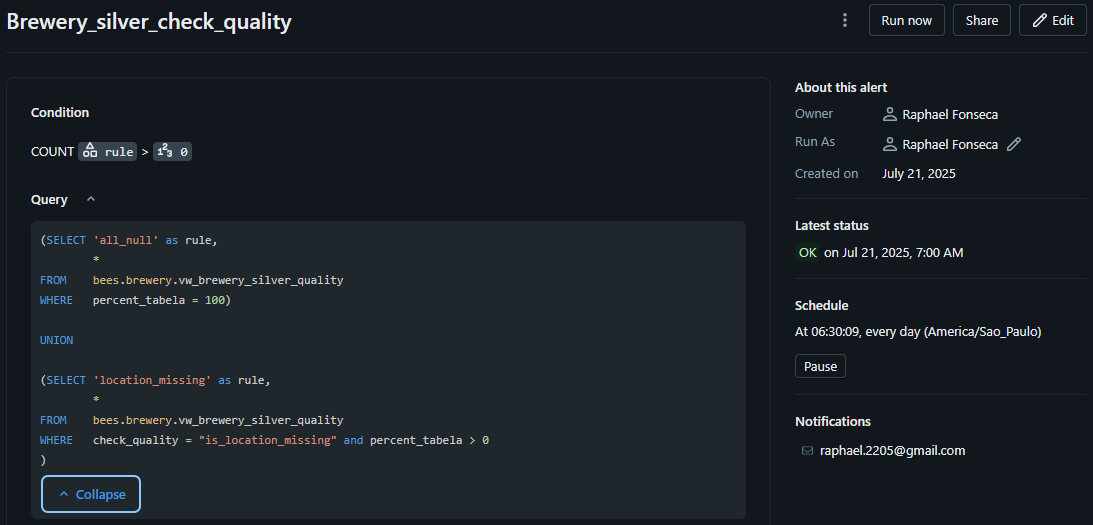 Brewery_silver_check_quality
Run now
Share
Edit
Condition
COUNT rule > 123 0
Query
(SELECT 'all_null' as rule,
*
FROM bees.brewery.vw_brewery_silver_quality
WHERE percent_tabela = 100)
UNION
(SELECT 'location_missing' as rule,
*
FROM bees.brewery.vw_brewery_silver_quality
WHERE check_quality = "is_location_missing" and percent_tabela > 0
)
Collapse
About this alert
Owner Raphael Fonseca
Run As Raphael Fonseca
Created on July 21, 2025
Latest status
OK on Jul 21, 2025, 7:00 AM
Schedule
At 06:30:09, every day (America/Sao_Paulo)
Pause
Notifications
raphael.2205@gmail.com